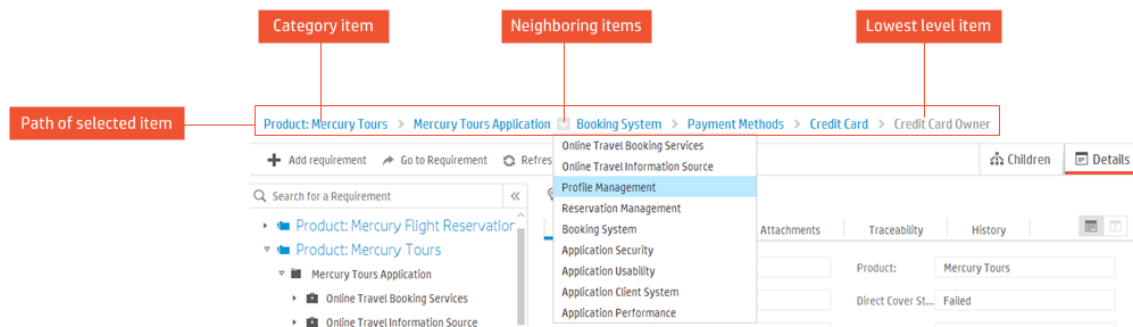 Category item
Neighboring items
Lowest level item
Path of selected item
Product: Mercury Tours > Mercury Tours Application Booking System > Payment Methods > Credit Card > Credit Card Owner
Add requirement Go to Requirement Refres Children Details
Online Travel Booking Services
Online Travel Information Source
Profile Management
Reservation Management
Booking System
Application Security
Application Usability
Application Client System
Application Performance
Search for a Requirement «
Product: Mercury Flight Reservation
Product: Mercury Tours
Mercury Tours Application
Online Travel Booking Services
Online Travel Information Source
Attachments Traceability History
Product: Mercury Tours
Direct Cover St... Failed